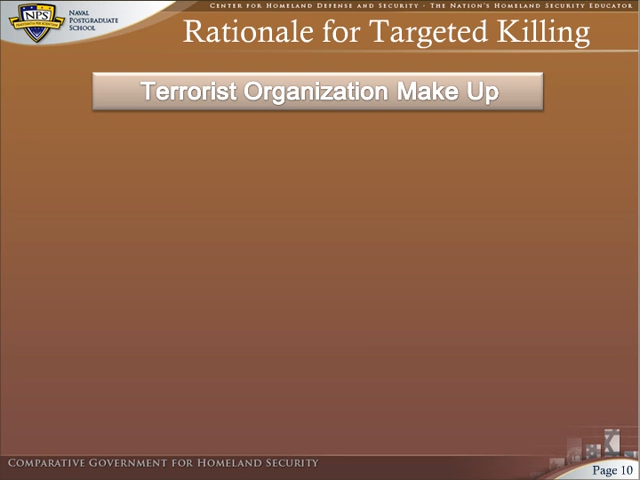 CENTER FOR HOMELAND DEFENSE AND SECURITY · THE NATION'S HOMELAND SECURITY EDUCATOR
NPS
NAVAL
POSTGRADUATE
SCHOOL
Rationale for Targeted Killing
Terrorist Organization Make Up
COMPARATIVE GOVERNMENT FOR HOMELAND SECURITY
Page 10